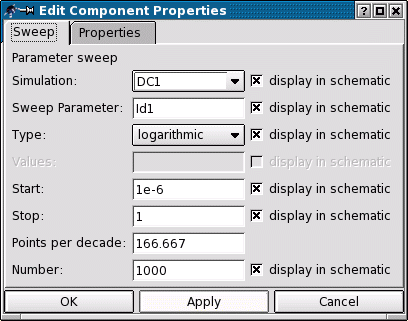 Edit Component Properties
Sweep Properties
Parameter sweep
Simulation: DC1 display in schematic
Sweep Parameter: Id1 display in schematic
Type: logarithmic display in schematic
Values: display in schematic
Start: 1e-6 display in schematic
Stop: 1 display in schematic
Points per decade: 166.667
Number: 1000 display in schematic
OK Apply Cancel